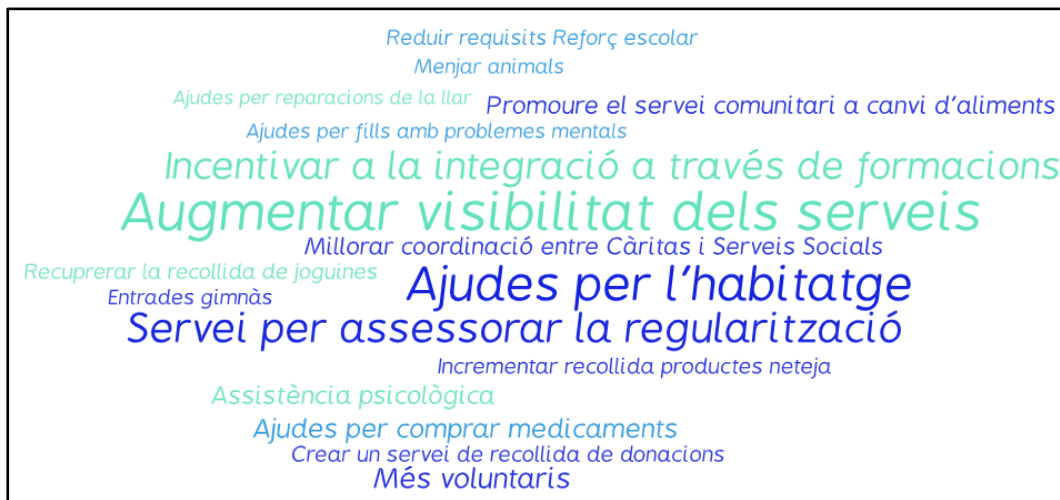 Reduir requisits Reforç escolar
Menjar animals
Ajudes per reparacions de la llar
Promoure el servei comunitari a canvi d'aliments
Ajudes per fills amb problemes mentals
Incentivar a la integració a través de formacions
Augmentar visibilitat dels serveis
Millorar coordinació entre Càritas i Serveis Socials
Recuprerar la recollida de joguines
Ajudes per l'habitatge
Entrades gimnàs
Servei per assessorar la regularització
Incrementar recollida productes neteja
Assistència psicològica
Ajudes per comprar medicaments
Crear un servei de recollida de donacions
Més voluntaris